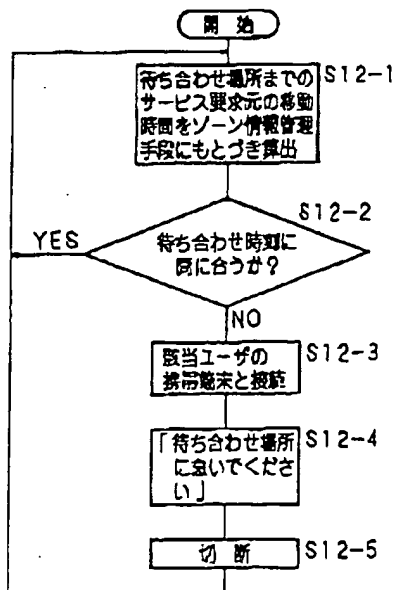 開始
待ち合わせ場所までの S12-1
サービス要求元の移動
時間をゾーン情報管理
手段にもとづき算出
S12-2
YES
待ち合わせ時刻に
間に合うか?
NO
該当ユーザの S12-3
携帯端末と接続
「待ち合わせ場所 S12-4
に急いでくださ
い」
切断 S12-5